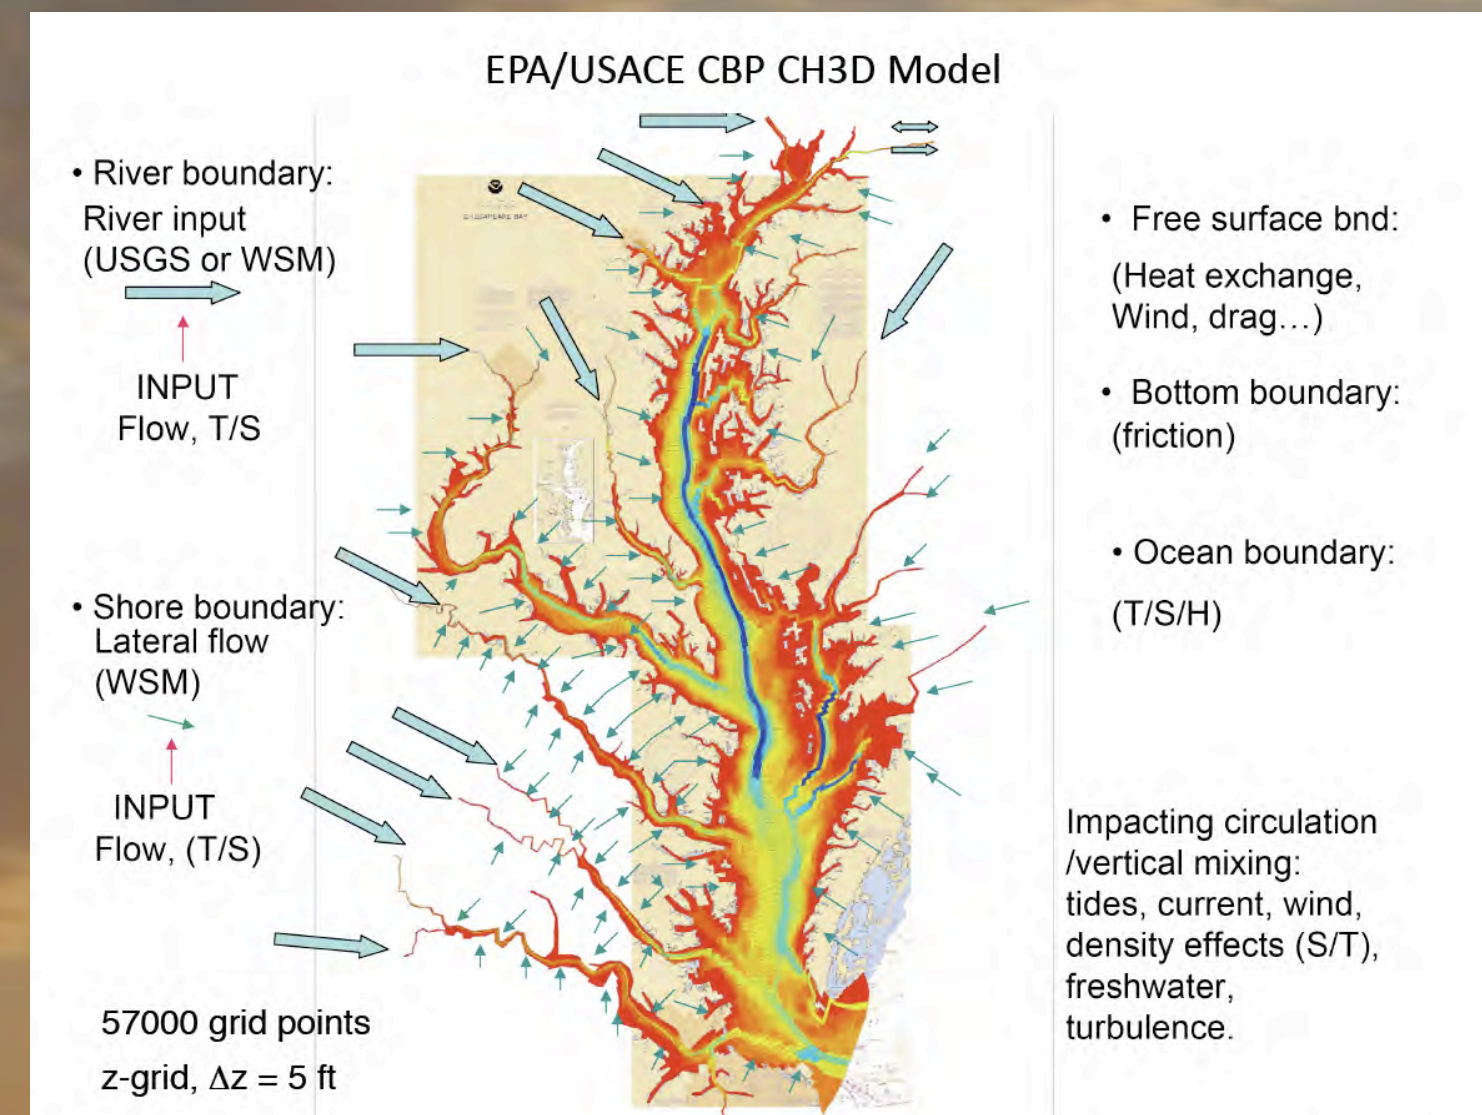 EPA/USACE CBP CH3D Model
• River boundary:
River input
(USGS or WSM)
INPUT
Flow, T/S
• Shore boundary:
Lateral flow
(WSM)
INPUT
Flow, (T/S)
57000 grid points
z-grid, Δz = 5 ft
CHESAPEAKE BAY
• Free surface bnd:
(Heat exchange,
Wind, drag…)
• Bottom boundary:
(friction)
• Ocean boundary:
(T/S/H)
Impacting circulation
/vertical mixing:
tides, current, wind,
density effects (S/T),
freshwater,
turbulence.